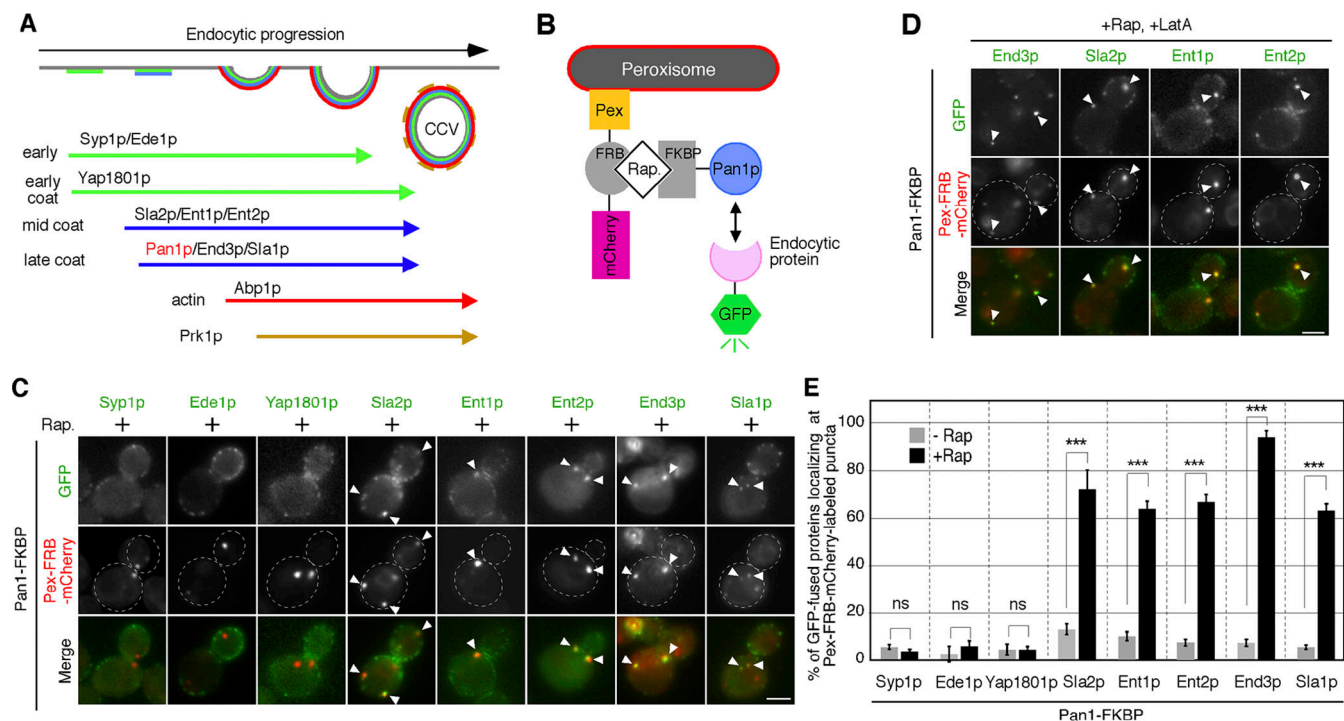 A
Endocytic progression
CCV
early
Syp1p/Ede1p
early
coat
Yap1801p
mid coat
Sla2p/Ent1p/Ent2p
late coat
Pan1p/End3p/Sla1p
actin
Abp1p
Prk1p
B
Peroxisome
Pex
FRB
Rap.
FKBP
Pan1p
mCherry
Endocytic
protein
GFP
C
Syp1p Ede1p Yap1801p Sla2p Ent1p Ent2p End3p Sla1p
Rap. + + + + + + + +
Pan1-FKBP
GFP
Pex-FRB
-mCherry
Merge
D
+Rap, +LatA
End3p Sla2p Ent1p Ent2p
Pan1-FKBP
GFP
Pex-FRB
-mCherry
Merge
E
% of GFP-fused proteins localizing at
Pex-FRB-mCherry-labeled puncta
100
80
60
40
20
0
- Rap
+Rap
ns ns ns *** *** *** *** ***
Syp1p Ede1p Yap1801p Sla2p Ent1p Ent2p End3p Sla1p
Pan1-FKBP